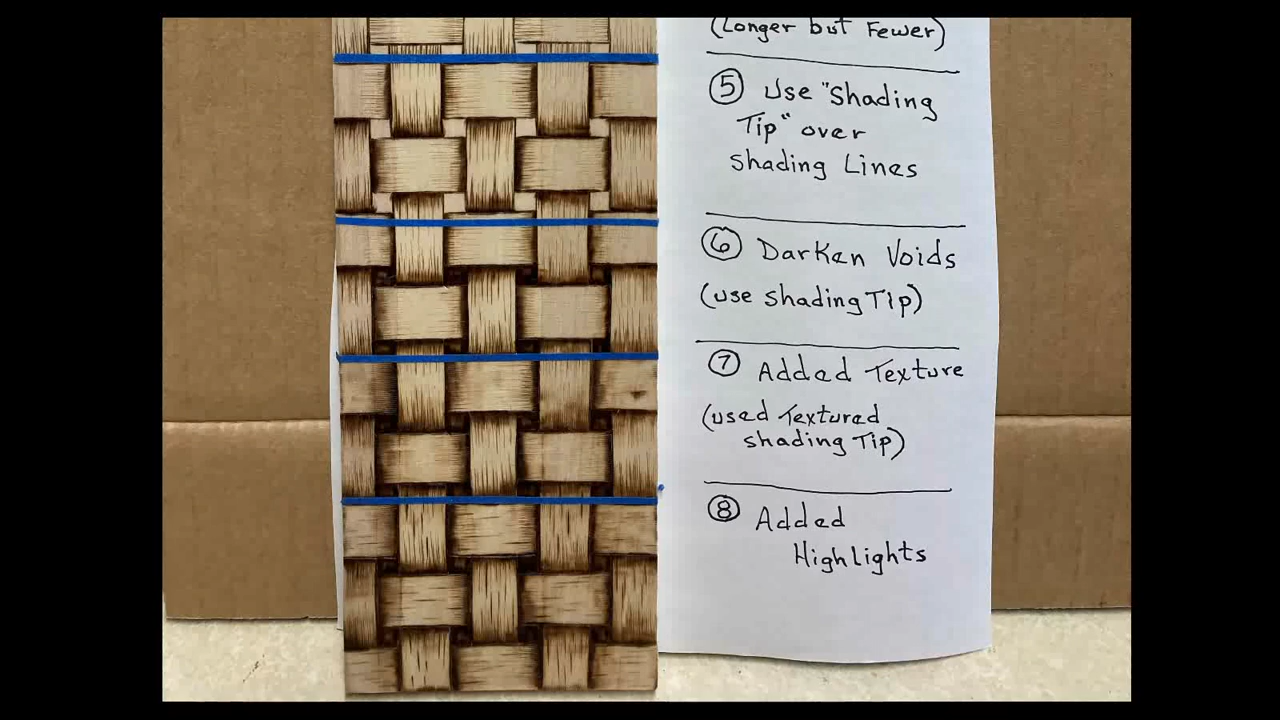 (Longer but Fewer)
⑤ Use "Shading
Tip" over
Shading Lines
⑥ Darken Voids
(use shading Tip)
⑦ Added Texture
(used Textured
shading Tip)
⑧ Added
Highlights